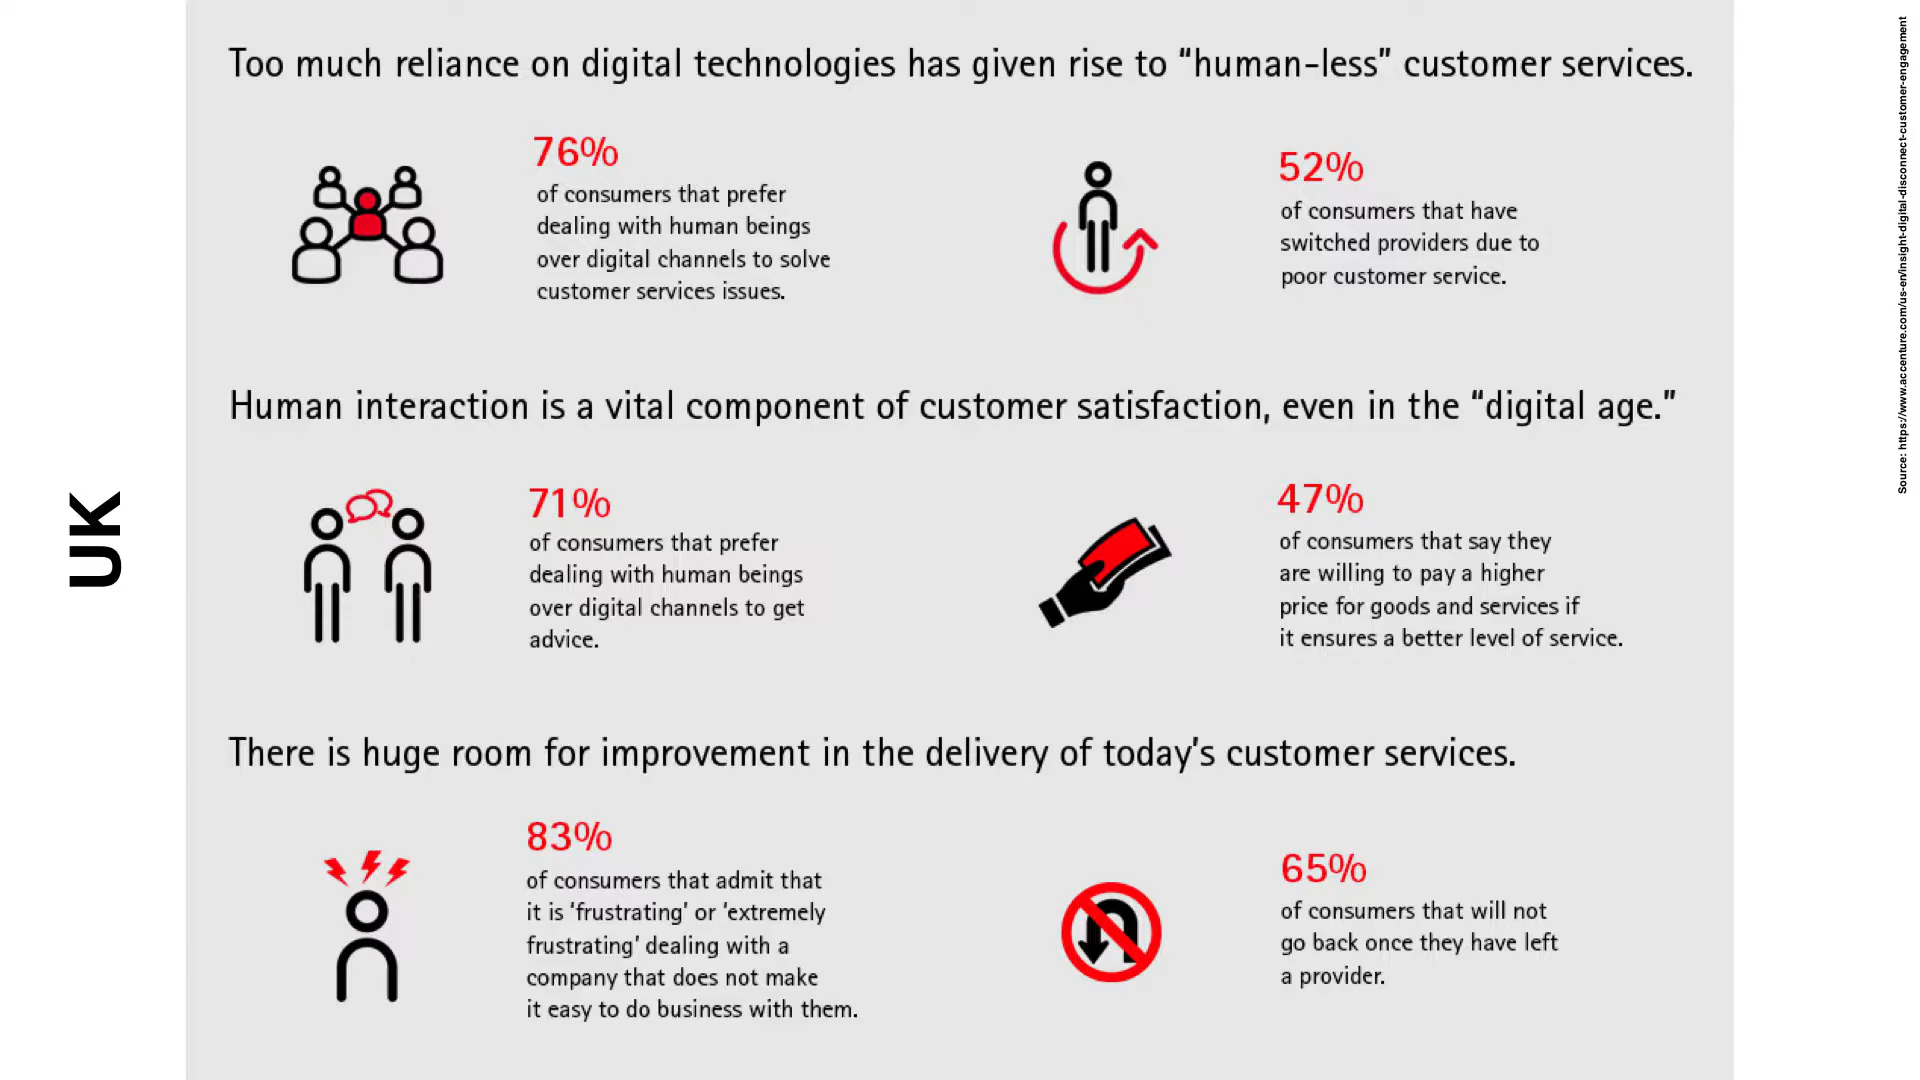 Too much reliance on digital technologies has given rise to “human-less” customer services.
76%
of consumers that prefer
dealing with human beings
over digital channels to solve
customer services issues.
52%
of consumers that have
switched providers due to
poor customer service.
Human interaction is a vital component of customer satisfaction, even in the “digital age.”
71%
of consumers that prefer
dealing with human beings
over digital channels to get
advice.
47%
of consumers that say they
are willing to pay a higher
price for goods and services if
it ensures a better level of service.
There is huge room for improvement in the delivery of today’s customer services.
83%
of consumers that admit that
it is ‘frustrating’ or ‘extremely
frustrating’ dealing with a
company that does not make
it easy to do business with them.
65%
of consumers that will not
go back once they have left
a provider.
UK
Source: https://www.accenture.com/us-en/insight-digital-disconnect-customer-engagement